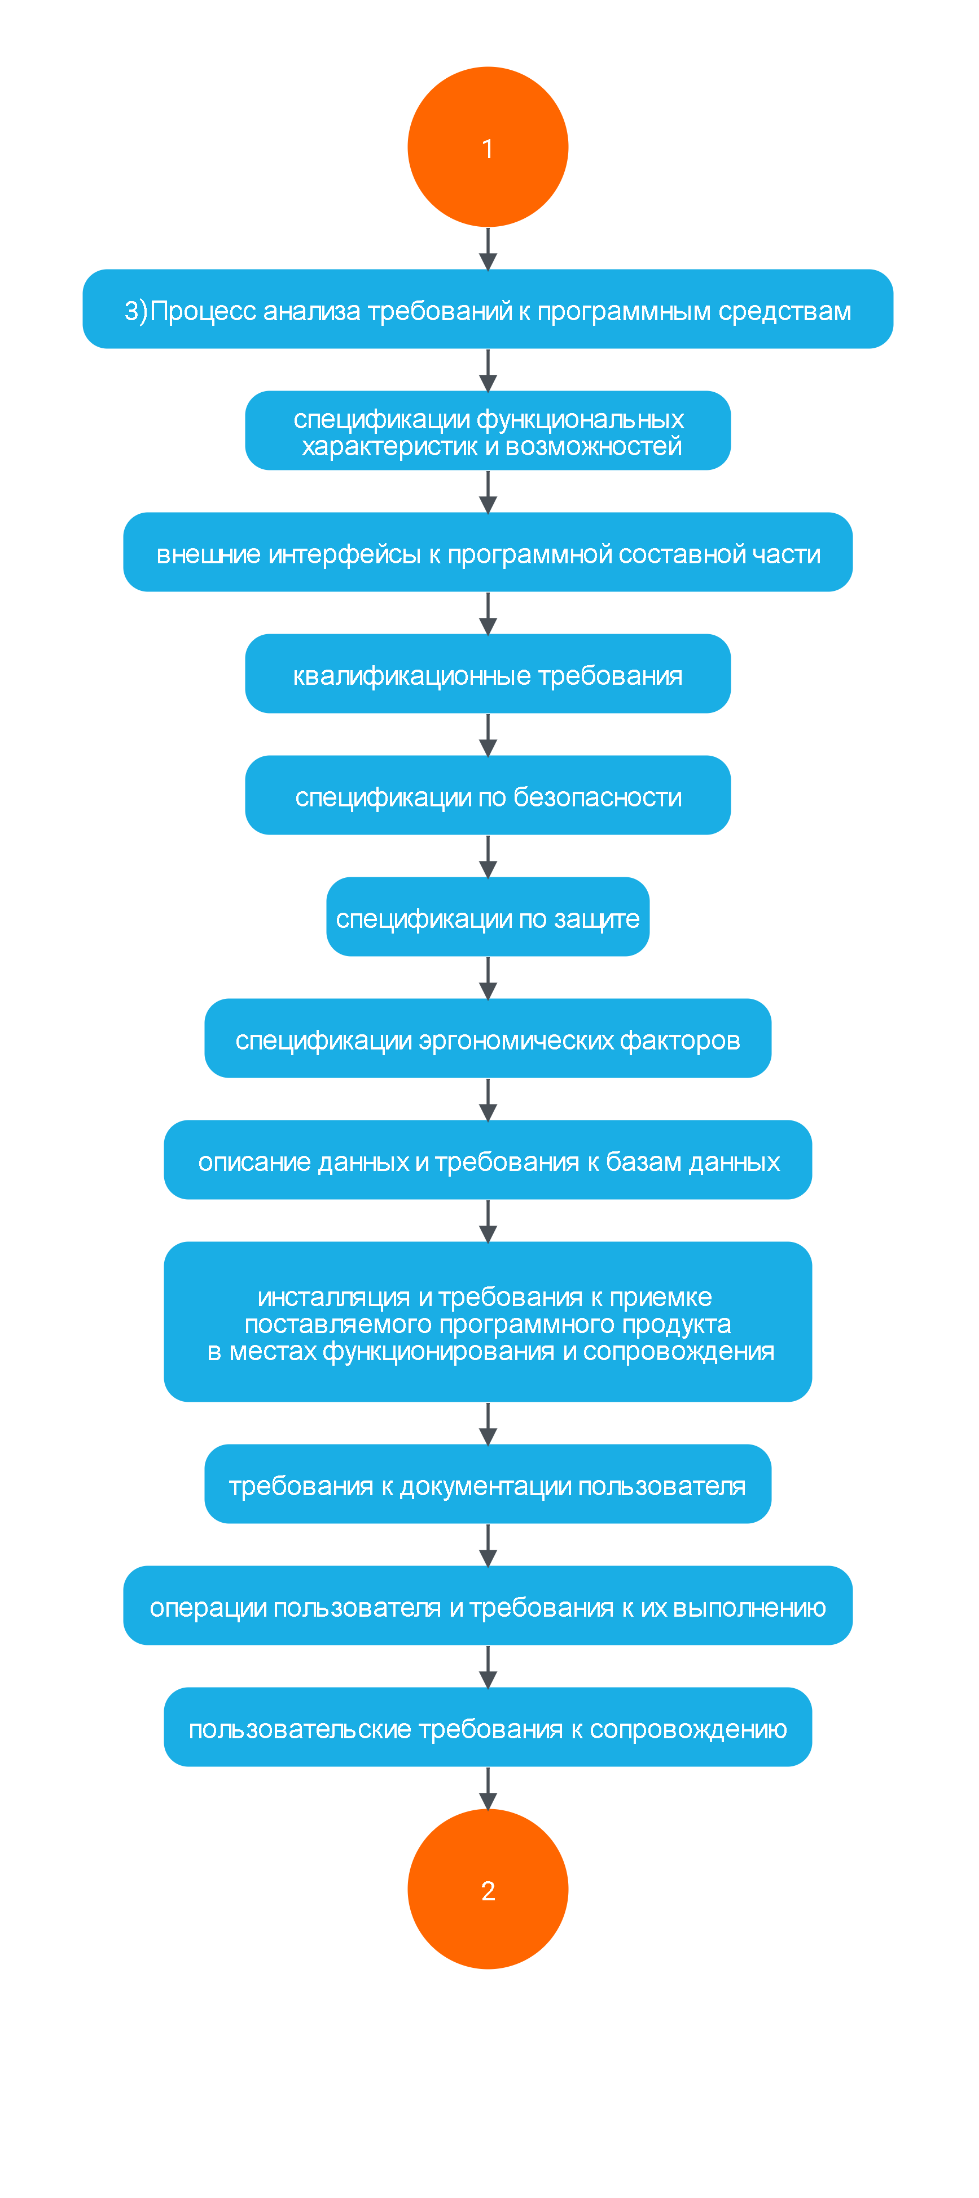 1
3)Процесс анализа требований к программным средствам
спецификации функциональных
характеристик и возможностей
внешние интерфейсы к программной составной части
квалификационные требования
спецификации по безопасности
спецификации по защите
спецификации эргономических факторов
описание данных и требования к базам данных
инсталляция и требования к приемке
поставляемого программного продукта
в местах функционирования и сопровождения
требования к документации пользователя
операции пользователя и требования к их выполнению
пользовательские требования к сопровождению
2